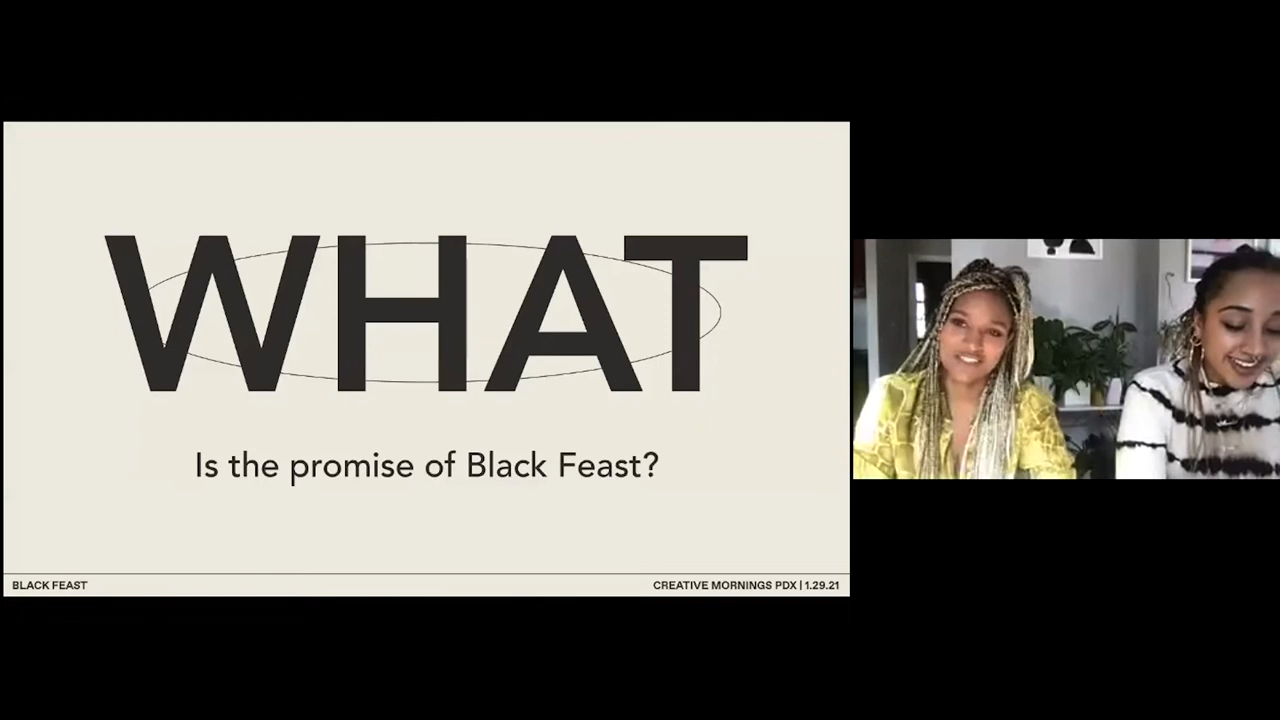 WHAT
Is the promise of Black Feast?
BLACK FEAST
CREATIVE MORNINGS PDX | 1.29.21